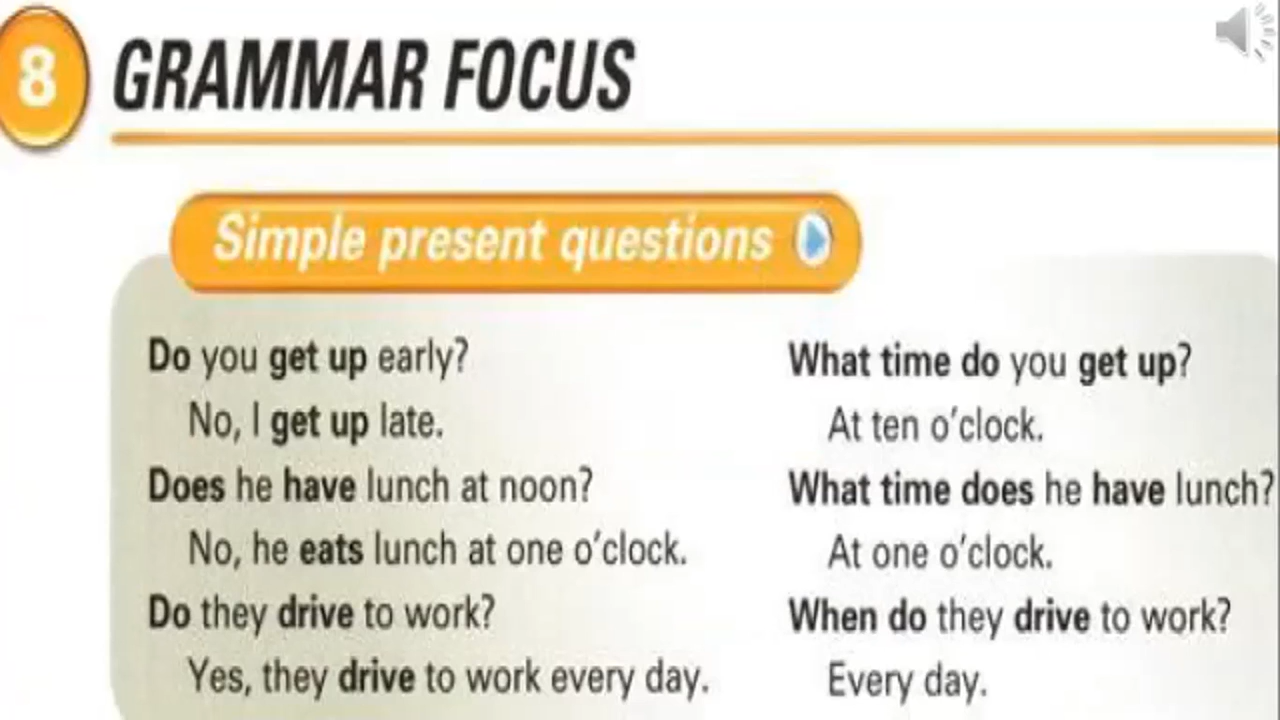 8 GRAMMAR FOCUS
Simple present questions
Do you get up early?
No, I get up late.
Does he have lunch at noon?
No, he eats lunch at one o'clock.
Do they drive to work?
Yes, they drive to work every day.
What time do you get up?
At ten o'clock.
What time does he have lunch?
At one o'clock.
When do they drive to work?
Every day.